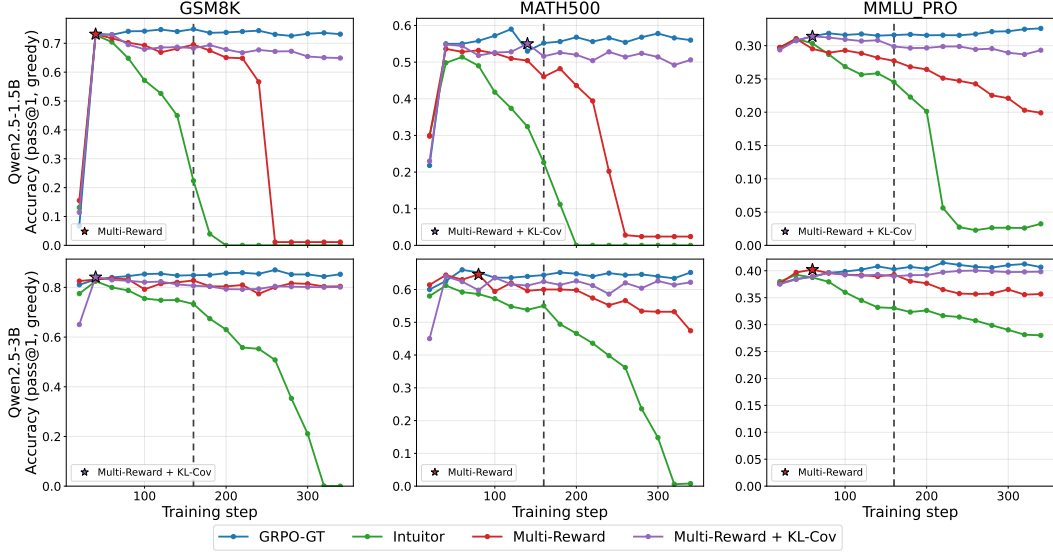 GSM8K
MATH500
MMLU_PRO
Qwen2.5-1.5B
Accuracy (pass@1, greedy)
0.7
0.6
0.5
0.4
0.3
0.2
0.1
0.0
Multi-Reward
0.6
0.5
0.4
0.3
0.2
0.1
0.0
Multi-Reward + KL-Cov
0.30
0.25
0.20
0.15
0.10
0.05
0.00
Multi-Reward + KL-Cov
Qwen2.5-3B
Accuracy (pass@1, greedy)
0.8
0.6
0.4
0.2
0.0
Multi-Reward + KL-Cov
100
200
300
Training step
0.6
0.5
0.4
0.3
0.2
0.1
0.0
Multi-Reward
100
200
300
Training step
0.40
0.35
0.30
0.25
0.20
0.15
0.10
0.05
0.00
Multi-Reward
100
200
300
Training step
GRPO-GT
Intuitor
Multi-Reward
Multi-Reward + KL-Cov